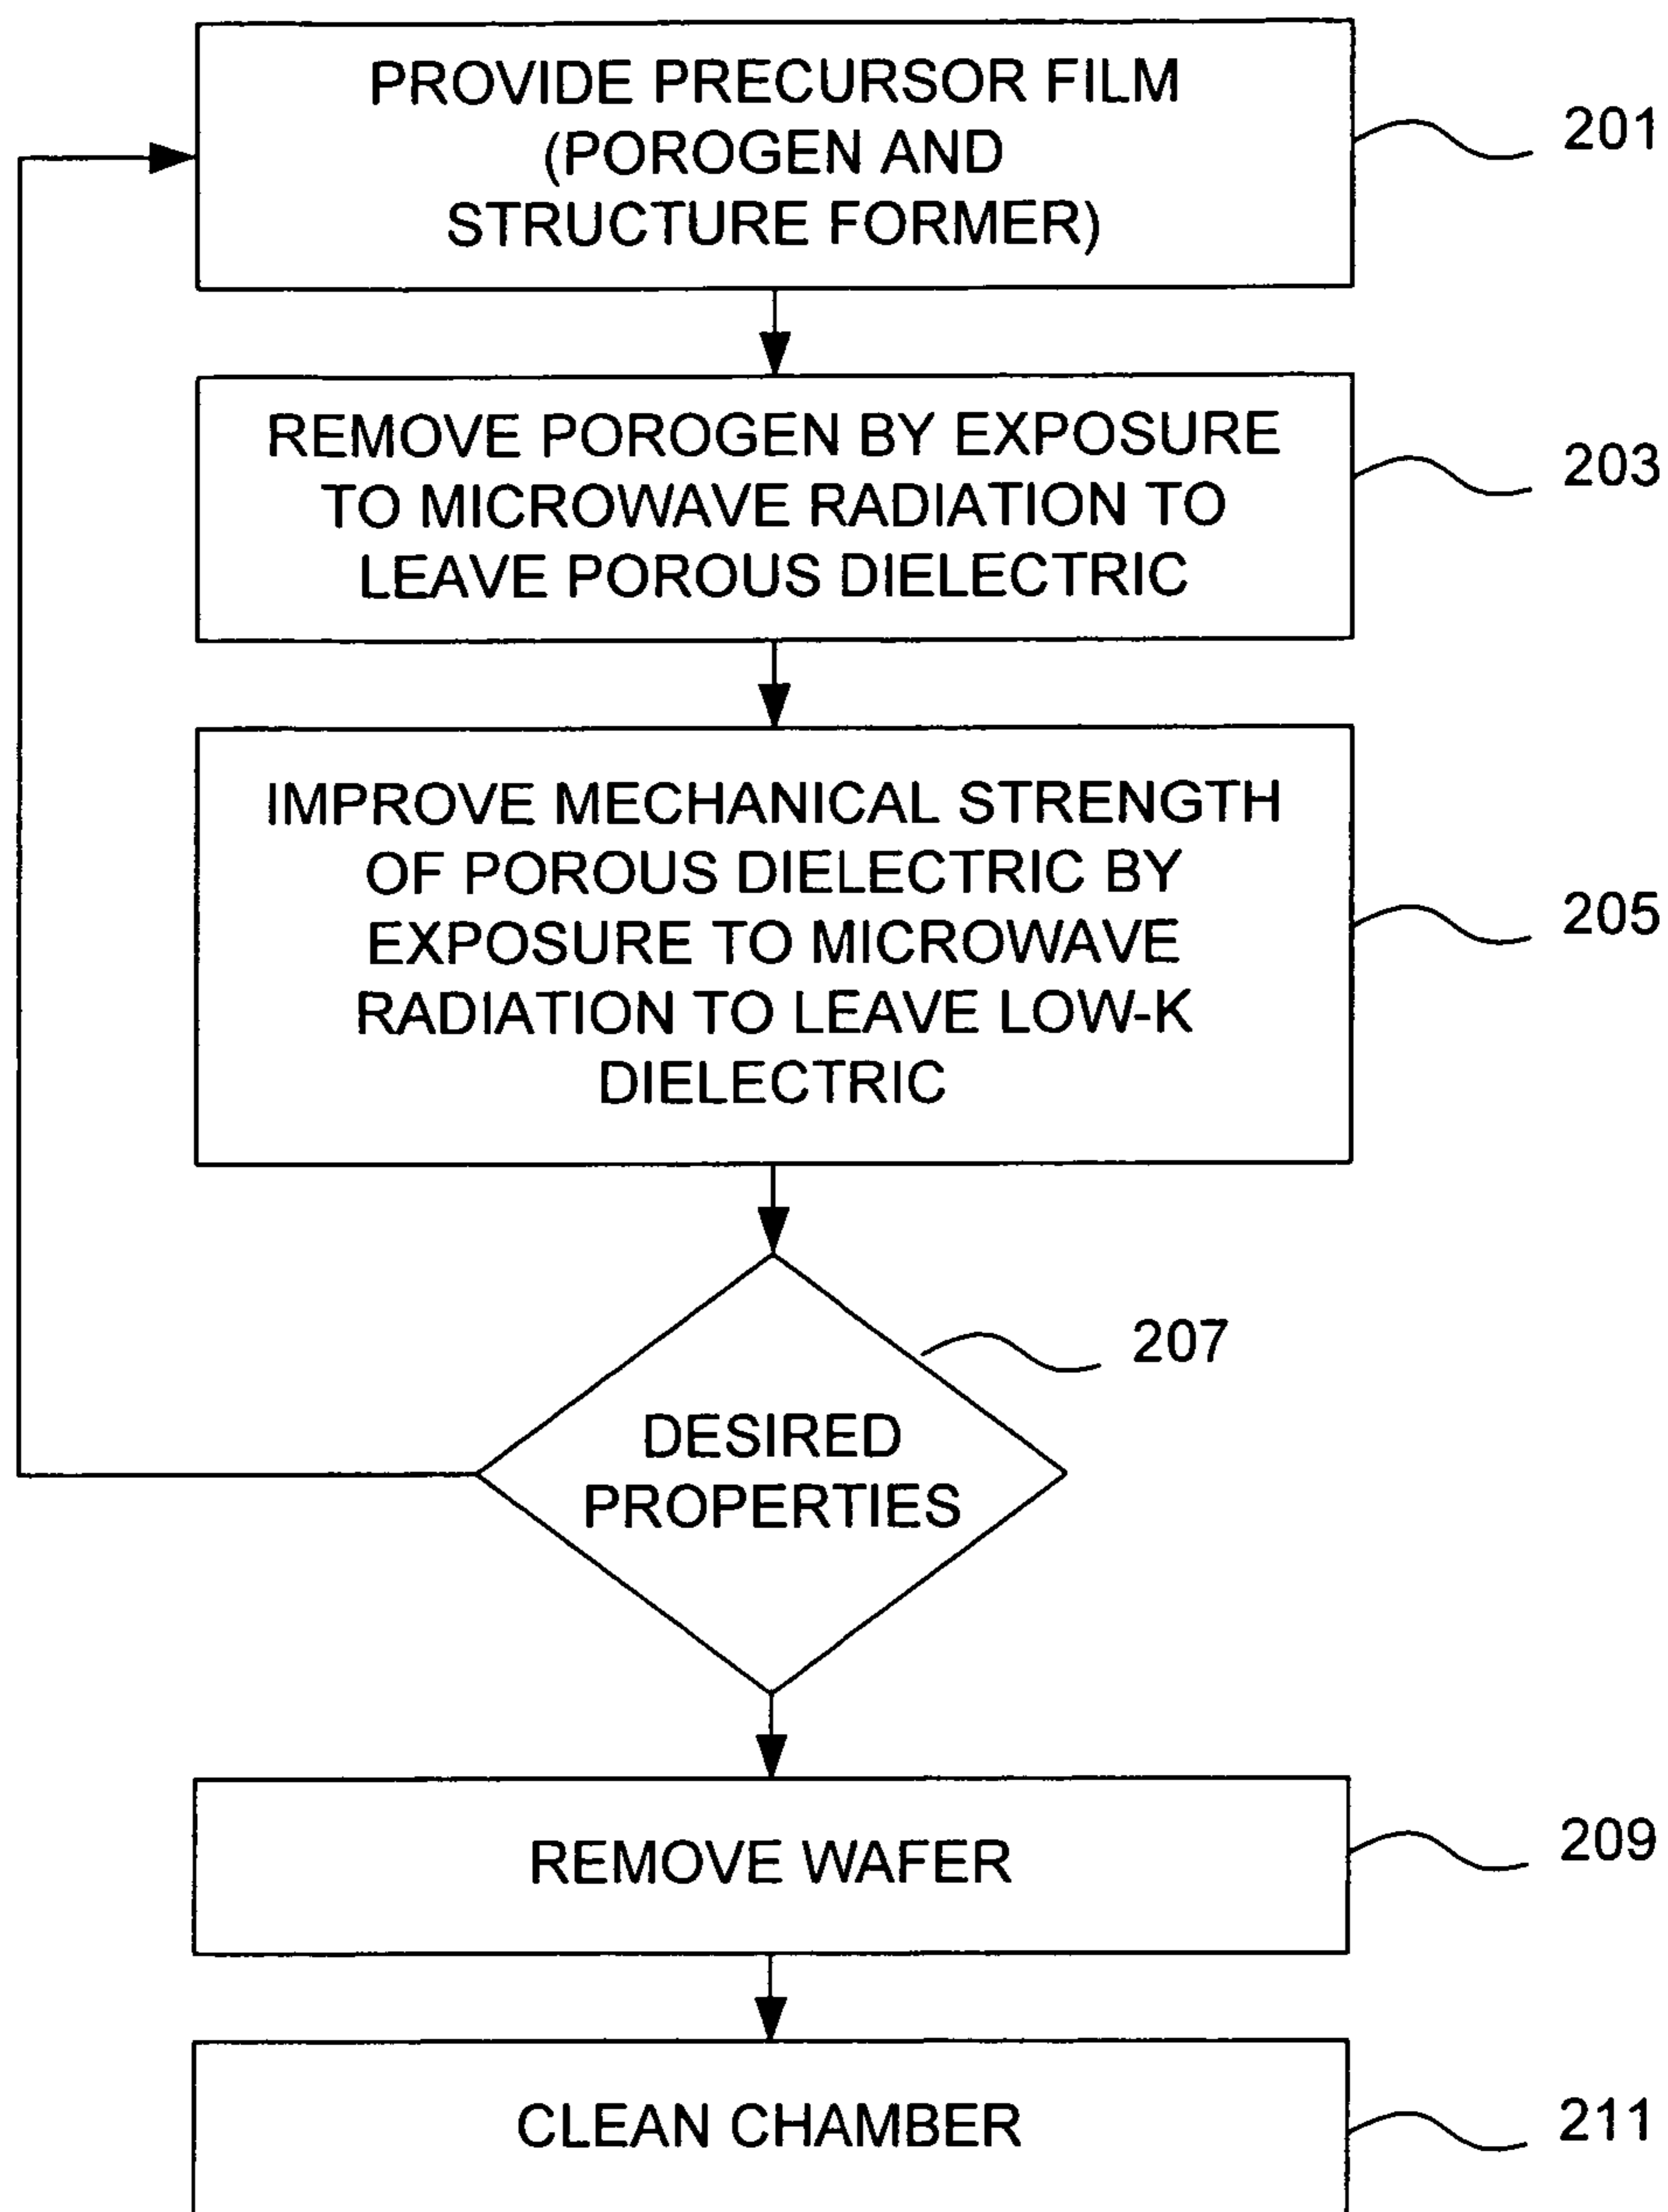 PROVIDE PRECURSOR FILM
(POROGEN AND
STRUCTURE FORMER)
201
REMOVE POROGEN BY EXPOSURE
TO MICROWAVE RADIATION TO
LEAVE POROUS DIELECTRIC
203
IMPROVE MECHANICAL STRENGTH
OF POROUS DIELECTRIC BY
EXPOSURE TO MICROWAVE
RADIATION TO LEAVE LOW-K
DIELECTRIC
205
207
DESIRED
PROPERTIES
REMOVE WAFER
209
CLEAN CHAMBER
211